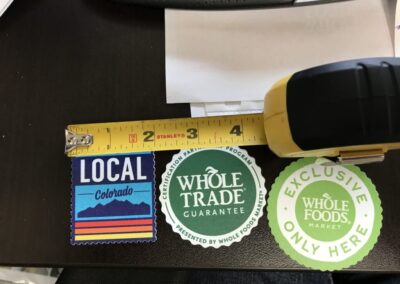 2 STANLEY 3 4
LOCAL
Colorado
CERTIFICATION PARTNER PROGRAM
WHOLE
TRADE
GUARANTEE
PRESENTED BY WHOLE FOODS MARKET
EXCLUSIVE
WHOLE
FOODS
MARKET
ONLY HERE